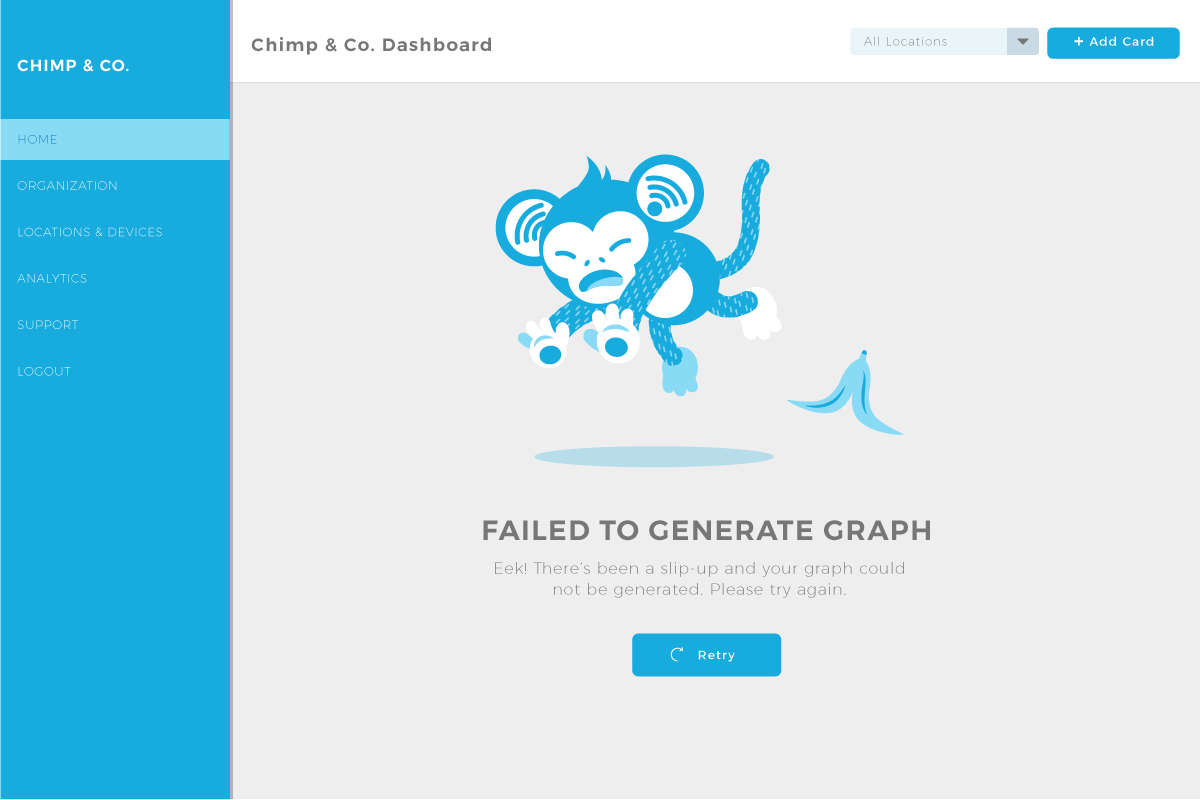 CHIMP & CO.
HOME
ORGANIZATION
LOCATIONS & DEVICES
ANALYTICS
SUPPORT
LOGOUT
Chimp & Co. Dashboard
All Locations
+ Add Card
FAILED TO GENERATE GRAPH
Eek! There's been a slip-up and your graph could
not be generated. Please try again.
Retry